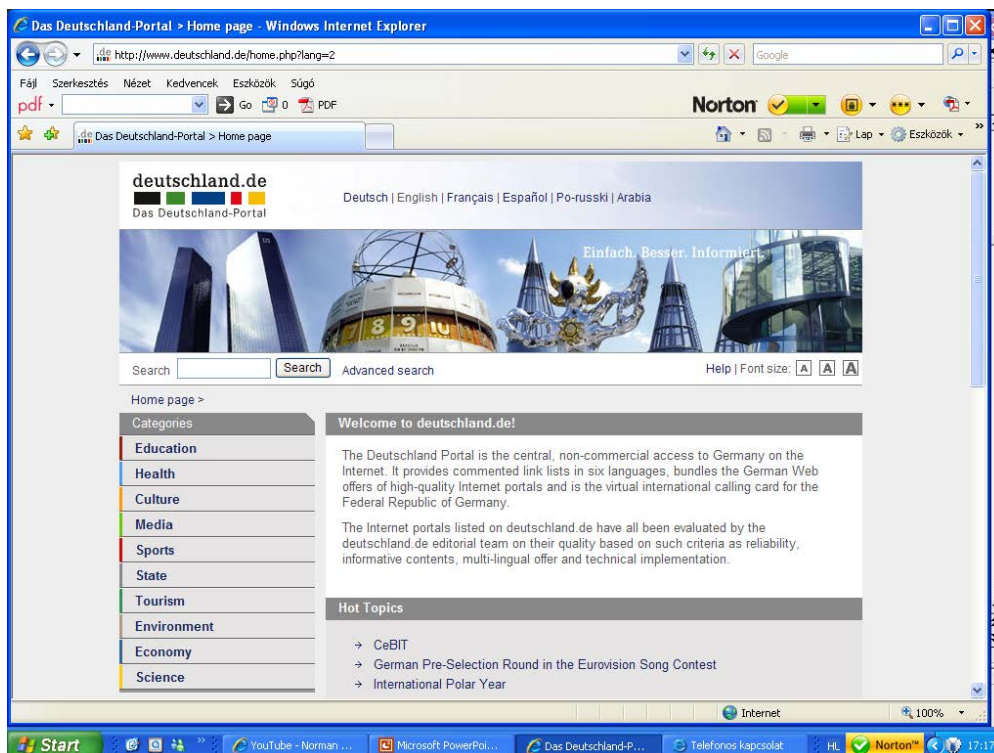 Das Deutschland-Portal > Home page - Windows Internet Explorer
http://www.deutschland.de/home.php?lang=2
Google
Fájl Szerkesztés Nézet Kedvencek Eszközök Súgó
pdf Go 0 PDF
Norton
Das Deutschland-Portal > Home page
Lap Eszközök
deutschland.de
Das Deutschland-Portal
Deutsch | English | Français | Español | Po-russki | Arabia
Einfach. Besser. Informiert.
8 9 10
Search Search Advanced search
Help | Font size: A A A
Home page >
Categories
Education
Health
Culture
Media
Sports
State
Tourism
Environment
Economy
Science
Welcome to deutschland.de!
The Deutschland Portal is the central, non-commercial access to Germany on the
Internet. It provides commented link lists in six languages, bundles the German Web
offers of high-quality Internet portals and is the virtual international calling card for the
Federal Republic of Germany.
The Internet portals listed on deutschland.de have all been evaluated by the
deutschland.de editorial team on their quality based on such criteria as reliability,
informative contents, multi-lingual offer and technical implementation.
Hot Topics
CeBIT
German Pre-Selection Round in the Eurovision Song Contest
International Polar Year
Internet 100%
Start
YouTube - Norman ...
Microsoft PowerPoi...
Das Deutschland-P...
Telefonos kapcsolat
HL
Norton™
17:17